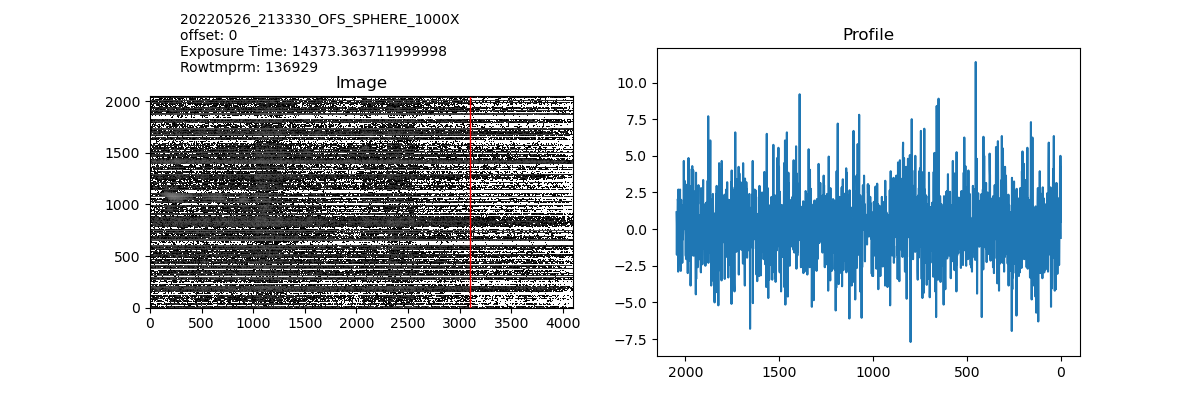 20220526_213330_OFS_SPHERE_1000X
offset: 0
Exposure Time: 14373.363711999998
Rowtmprm: 136929
Image
2000
1500
1000
500
0
0 500 1000 1500 2000 2500 3000 3500 4000
Profile
10.0
7.5
5.0
2.5
0.0
−2.5
−5.0
−7.5
2000 1500 1000 500 0